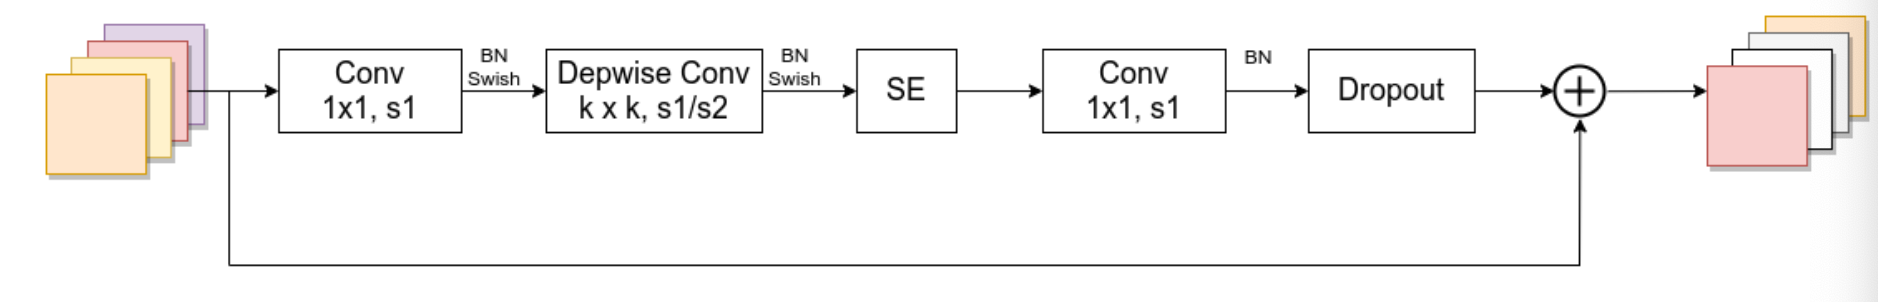 Conv
1x1, s1
BN
Swish
Depwise Conv
k x k, s1/s2
BN
Swish
SE
Conv
1x1, s1
BN
Dropout